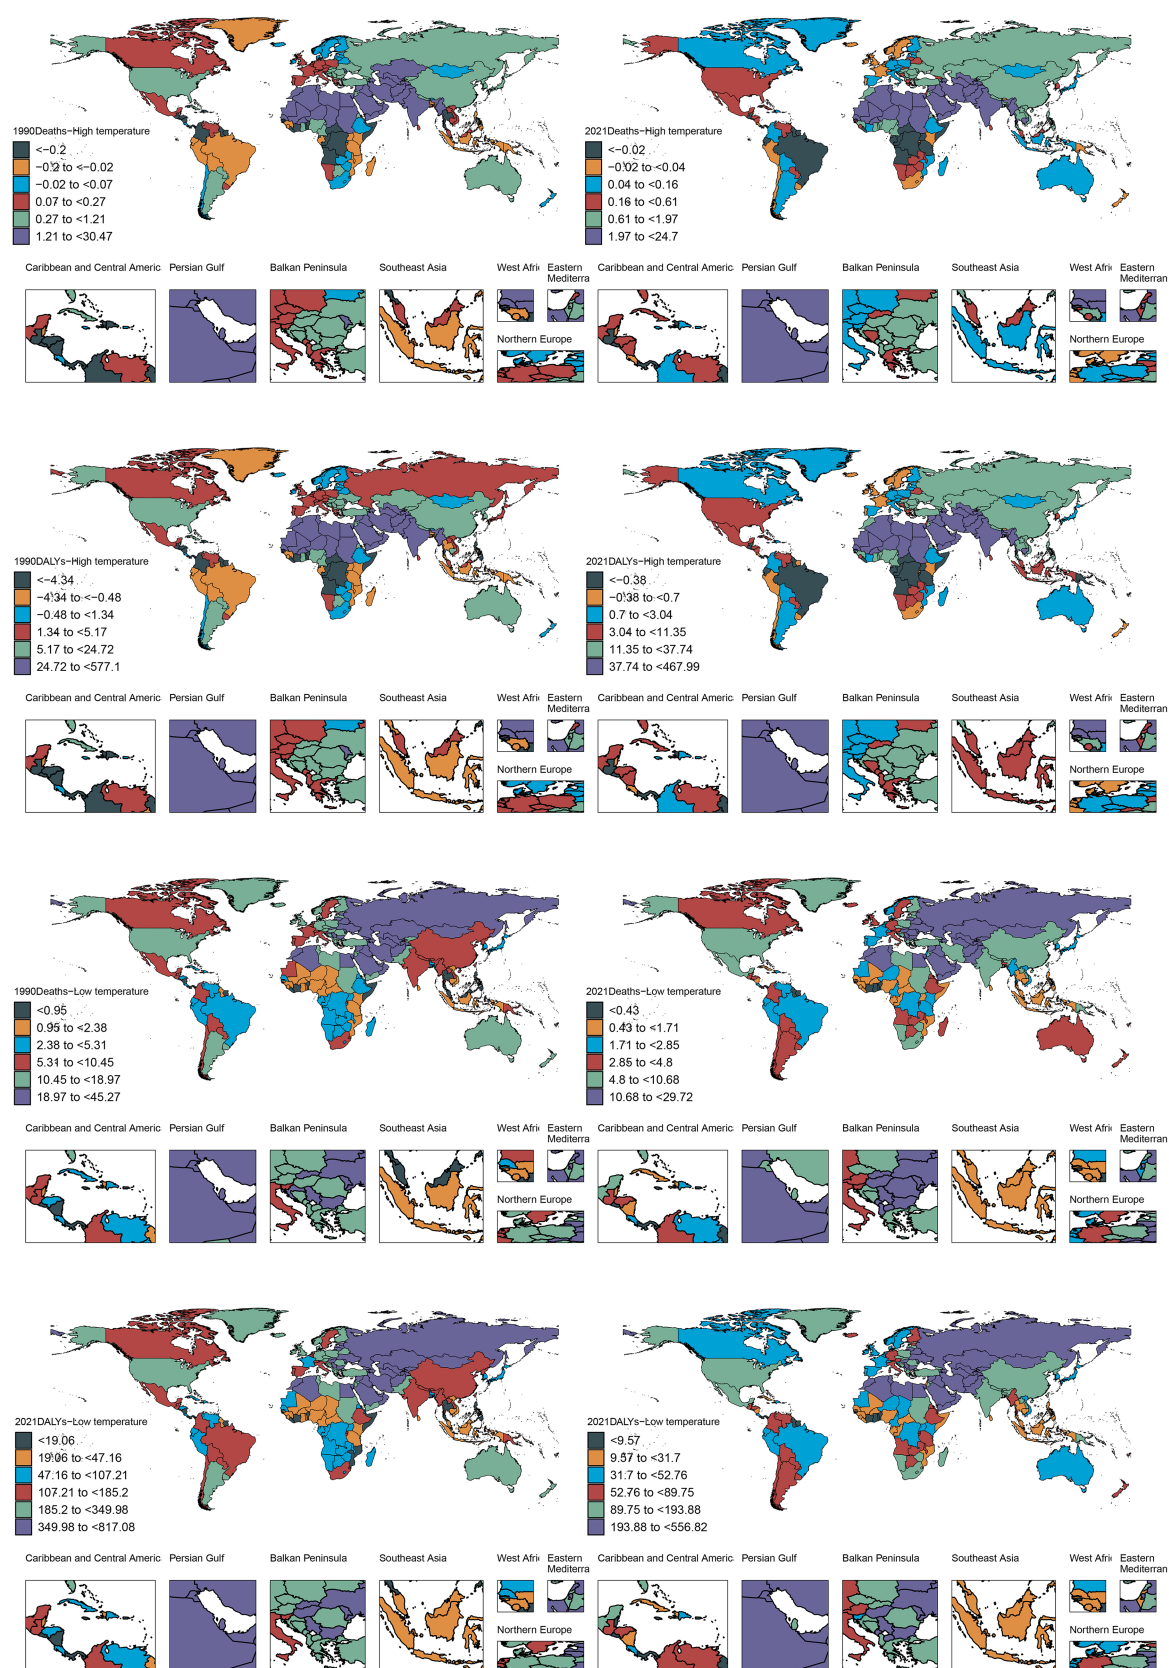 1990Deaths−High temperature
<−0.2
−0.2 to <−0.02
−0.02 to <0.07
0.07 to <0.27
0.27 to <1.21
1.21 to <30.47
Caribbean and Central Americ
Persian Gulf
Balkan Peninsula
Southeast Asia
West Afri
Eastern
Mediterra
Northern Europe
2021Deaths−High temperature
<−0.02
−0.02 to <0.04
0.04 to <0.16
0.16 to <0.61
0.61 to <1.97
1.97 to <24.7
Caribbean and Central Americ
Persian Gulf
Balkan Peninsula
Southeast Asia
West Afri
Eastern
Mediterran
Northern Europe
1990DALYs−High temperature
<−4.34
−4.34 to <−0.48
−0.48 to <1.34
1.34 to <5.17
5.17 to <24.72
24.72 to <577.1
Caribbean and Central Americ
Persian Gulf
Balkan Peninsula
Southeast Asia
West Afri
Eastern
Mediterra
Northern Europe
2021DALYs−High temperature
<−0.38
−0.38 to <0.7
0.7 to <3.04
3.04 to <11.35
11.35 to <37.74
37.74 to <467.99
Caribbean and Central Americ
Persian Gulf
Balkan Peninsula
Southeast Asia
West Afri
Eastern
Mediterran
Northern Europe
1990Deaths−Low temperature
<0.95
0.95 to <2.38
2.38 to <5.31
5.31 to <10.45
10.45 to <18.97
18.97 to <45.27
Caribbean and Central Americ
Persian Gulf
Balkan Peninsula
Southeast Asia
West Afri
Eastern
Mediterra
Northern Europe
2021Deaths−Low temperature
<0.43
0.43 to <1.71
1.71 to <2.85
2.85 to <4.8
4.8 to <10.68
10.68 to <29.72
Caribbean and Central Americ
Persian Gulf
Balkan Peninsula
Southeast Asia
West Afri
Eastern
Mediterran
Northern Europe
2021DALYs−Low temperature
<19.06
19.06 to <47.16
47.16 to <107.21
107.21 to <185.2
185.2 to <349.98
349.98 to <817.08
Caribbean and Central Americ
Persian Gulf
Balkan Peninsula
Southeast Asia
West Afri
Eastern
Mediterra
Northern Europe
2021DALYs−Low temperature
<9.57
9.57 to <31.7
31.7 to <52.76
52.76 to <89.75
89.75 to <193.88
193.88 to <556.82
Caribbean and Central Americ
Persian Gulf
Balkan Peninsula
Southeast Asia
West Afri
Eastern
Mediterran
Northern Europe